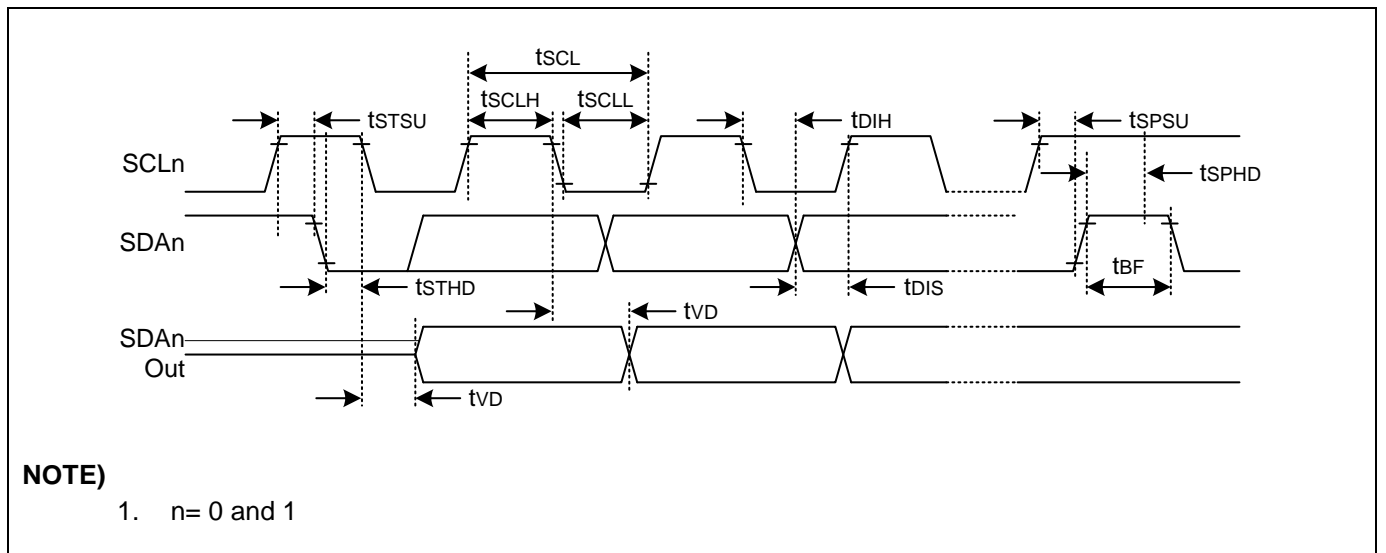 tSCL
tSCLH tSCLL
tSTSU tDIH tSPSU
SCLn
tSPHD
SDAn
tBF
tSTHD tDIS
tVD
SDAn
Out
tVD
NOTE)
1. n= 0 and 1